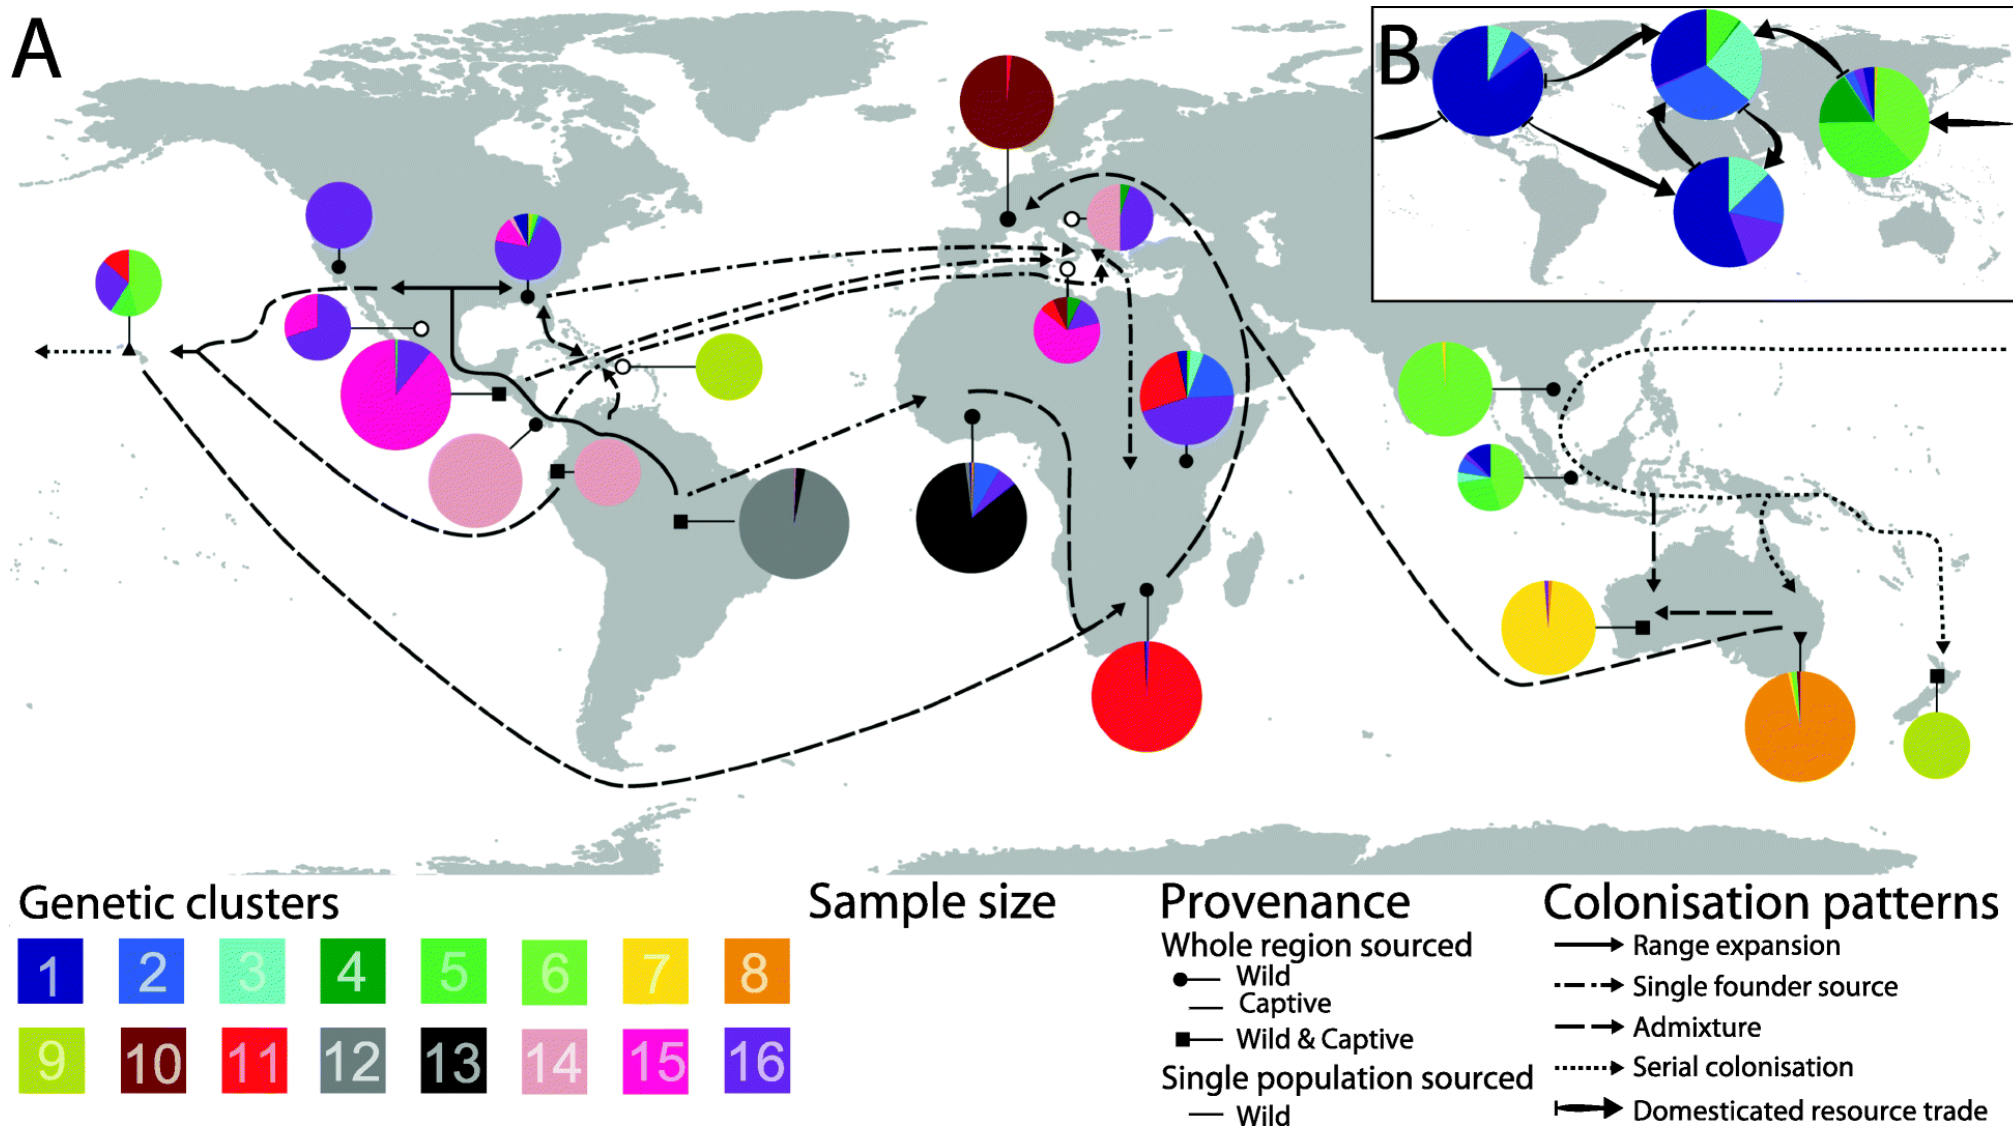 A
B
Genetic clusters
1 2 3 4 5 6 7 8
9 10 11 12 13 14 15 16
Sample size
Provenance
Whole region sourced
Wild
Captive
Wild & Captive
Single population sourced
Wild
Colonisation patterns
Range expansion
Single founder source
Admixture
Serial colonisation
Domesticated resource trade